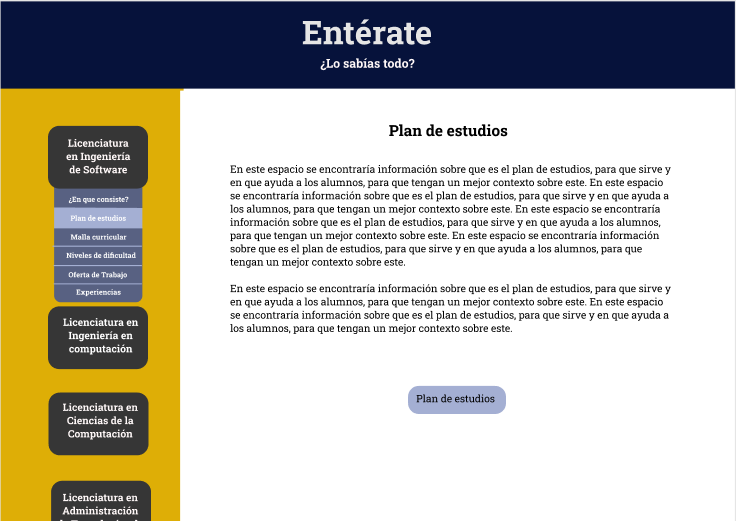 Entérate
¿Lo sabías todo?
Licenciatura
en Ingeniería
de Software
¿En que consiste?
Plan de estudios
Malla curricular
Niveles de dificultad
Oferta de Trabajo
Experiencias
Licenciatura en
Ingeniería en
computación
Licenciatura en
Ciencias de la
Computación
Licenciatura en
Administración
Plan de estudios
En este espacio se encontraría información sobre que es el plan de estudios, para que sirve y
en que ayuda a los alumnos, para que tengan un mejor contexto sobre este. En este espacio
se encontraría información sobre que es el plan de estudios, para que sirve y en que ayuda a
los alumnos, para que tengan un mejor contexto sobre este. En este espacio se encontraría
información sobre que es el plan de estudios, para que sirve y en que ayuda a los alumnos,
para que tengan un mejor contexto sobre este. En este espacio se encontraría información
sobre que es el plan de estudios, para que sirve y en que ayuda a los alumnos, para que
tengan un mejor contexto sobre este.
En este espacio se encontraría información sobre que es el plan de estudios, para que sirve y
en que ayuda a los alumnos, para que tengan un mejor contexto sobre este. En este espacio
se encontraría información sobre que es el plan de estudios, para que sirve y en que ayuda a
los alumnos, para que tengan un mejor contexto sobre este.
Plan de estudios